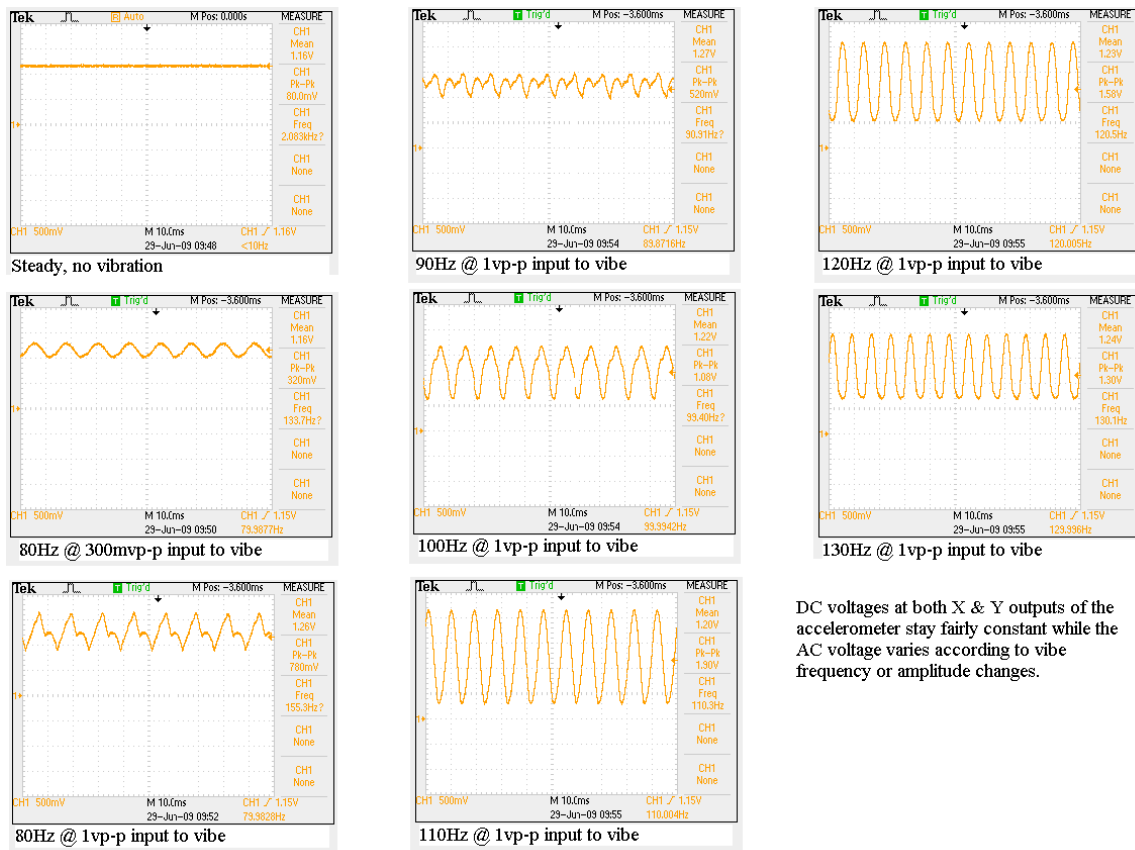 Tek Auto M Pos: 0.000s MEASURE
CH1
Mean
1.16V
CH1
Pk-Pk
80.0mV
CH1
Freq
2.083kHz?
CH1
None
CH1
None
CH1 500mV M 10.0ms CH1 1.16V
29-Jun-09 09:48 <10Hz
Steady, no vibration
Tek Trig'd M Pos: -3.600ms MEASURE
CH1
Mean
1.16V
CH1
Pk-Pk
320mV
CH1
Freq
133.7Hz?
CH1
None
CH1
None
CH1 500mV M 10.0ms CH1 1.15V
29-Jun-09 09:50 79.9877Hz
80Hz @ 300mvp-p input to vibe
Tek Trig'd M Pos: -3.600ms MEASURE
CH1
Mean
1.26V
CH1
Pk-Pk
780mV
CH1
Freq
155.3Hz?
CH1
None
CH1
None
CH1 500mV M 10.0ms CH1 1.15V
29-Jun-09 09:52 79.9828Hz
80Hz @ 1vp-p input to vibe
Tek Trig'd M Pos: -3.600ms MEASURE
CH1
Mean
1.27V
CH1
Pk-Pk
520mV
CH1
Freq
90.91Hz?
CH1
None
CH1
None
CH1 500mV M 10.0ms CH1 1.15V
29-Jun-09 09:54 89.8716Hz
90Hz @ 1vp-p input to vibe
Tek Trig'd M Pos: -3.600ms MEASURE
CH1
Mean
1.22V
CH1
Pk-Pk
1.08V
CH1
Freq
99.40Hz?
CH1
None
CH1
None
CH1 500mV M 10.0ms CH1 1.15V
29-Jun-09 09:54 99.9942Hz
100Hz @ 1vp-p input to vibe
Tek Trig'd M Pos: -3.600ms MEASURE
CH1
Mean
1.20V
CH1
Pk-Pk
1.90V
CH1
Freq
110.3Hz
CH1
None
CH1
None
CH1 500mV M 10.0ms CH1 1.15V
29-Jun-09 09:55 110.004Hz
110Hz @ 1vp-p input to vibe
Tek Trig'd M Pos: -3.600ms MEASURE
CH1
Mean
1.23V
CH1
Pk-Pk
1.58V
CH1
Freq
120.5Hz
CH1
None
CH1
None
CH1 500mV M 10.0ms CH1 1.15V
29-Jun-09 09:55 120.005Hz
120Hz @ 1vp-p input to vibe
Tek Trig'd M Pos: -3.600ms MEASURE
CH1
Mean
1.24V
CH1
Pk-Pk
1.30V
CH1
Freq
130.1Hz
CH1
None
CH1
None
CH1 500mV M 10.0ms CH1 1.15V
29-Jun-09 09:55 129.996Hz
130Hz @ 1vp-p input to vibe
DC voltages at both X & Y outputs of the
accelerometer stay fairly constant while the
AC voltage varies according to vibe
frequency or amplitude changes.